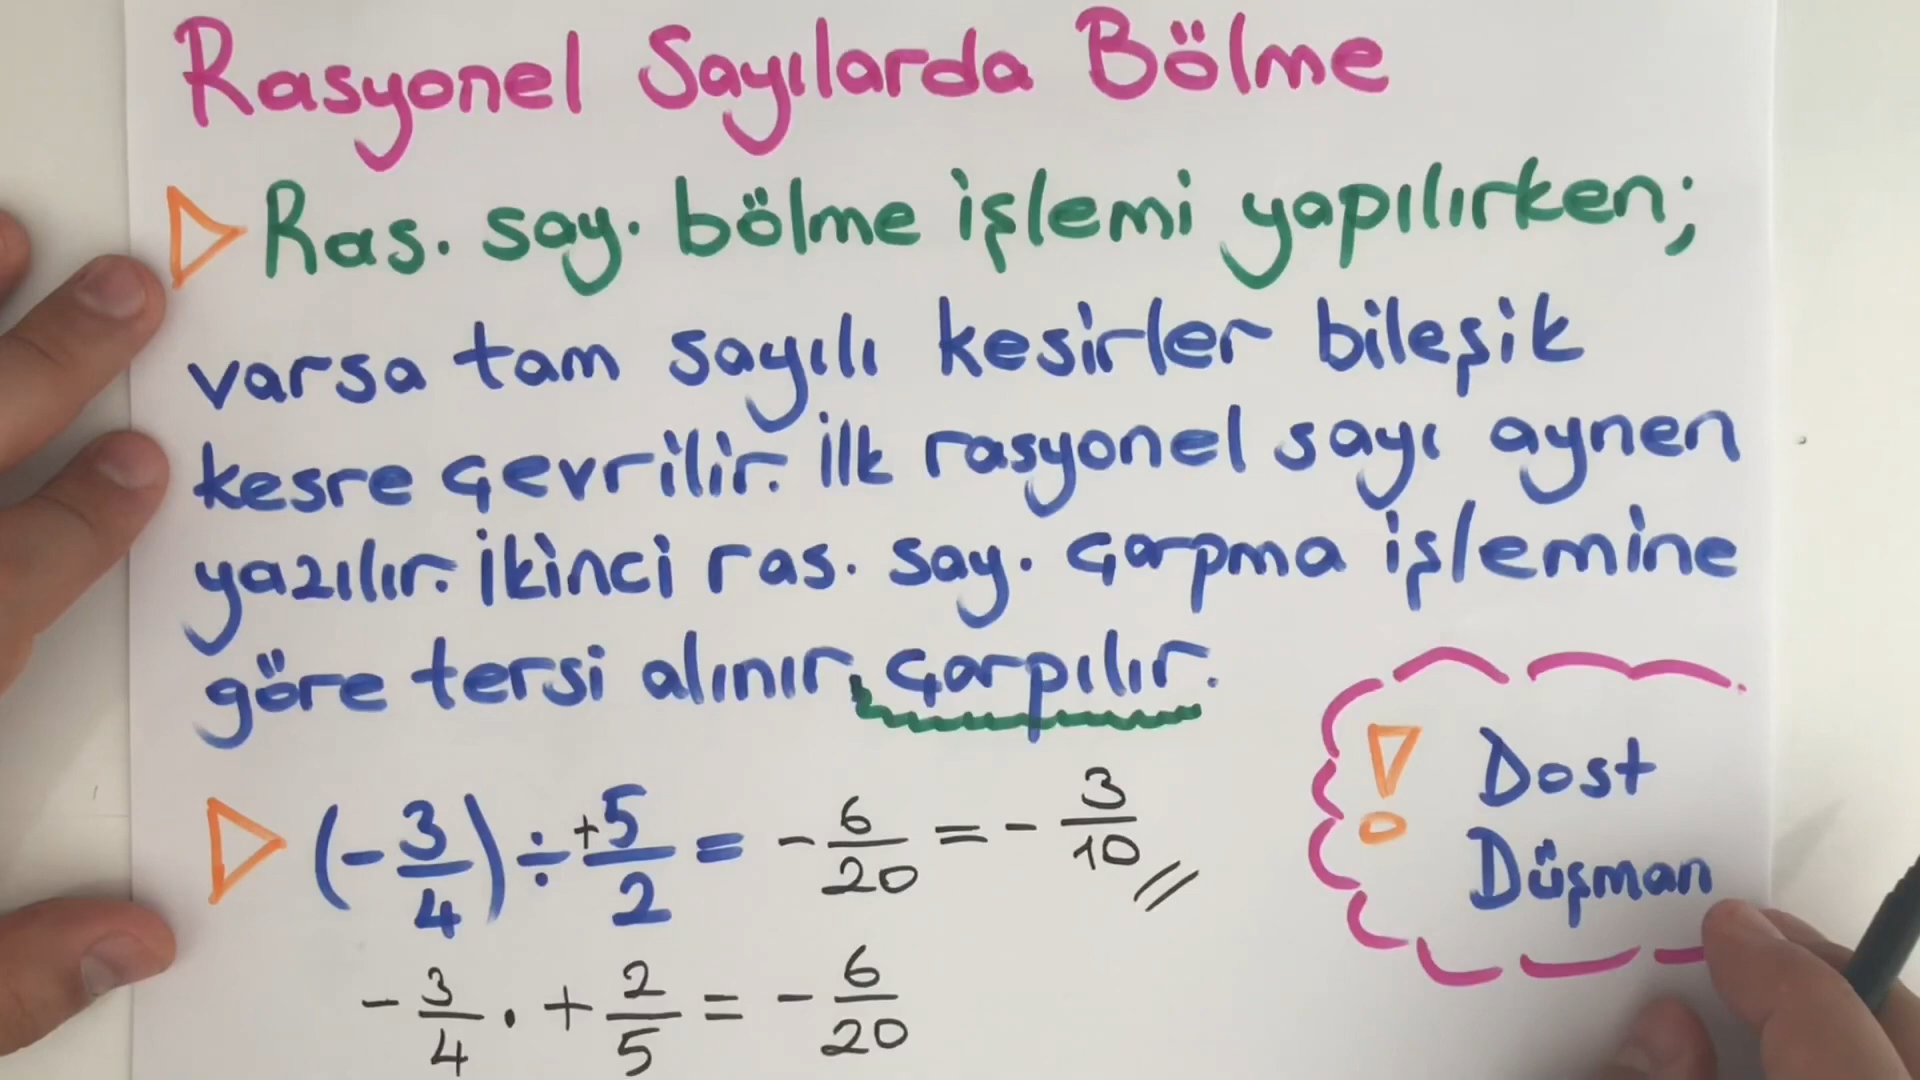 Rasyonel Sayılarda Bölme
Ras. say. bölme işlemi yapılırken;
varsa tam sayılı kesirler bileşik
kesre çevrilir. İlk rasyonel sayı aynen
yazılır. İkinci ras. say. çarpma işlemine
göre tersi alınır, çarpılır.
! Dost
Düşman
(-3/4) ÷ +5/2 = -6/20 = -3/10 //
-3/4 . +2/5 = -6/20